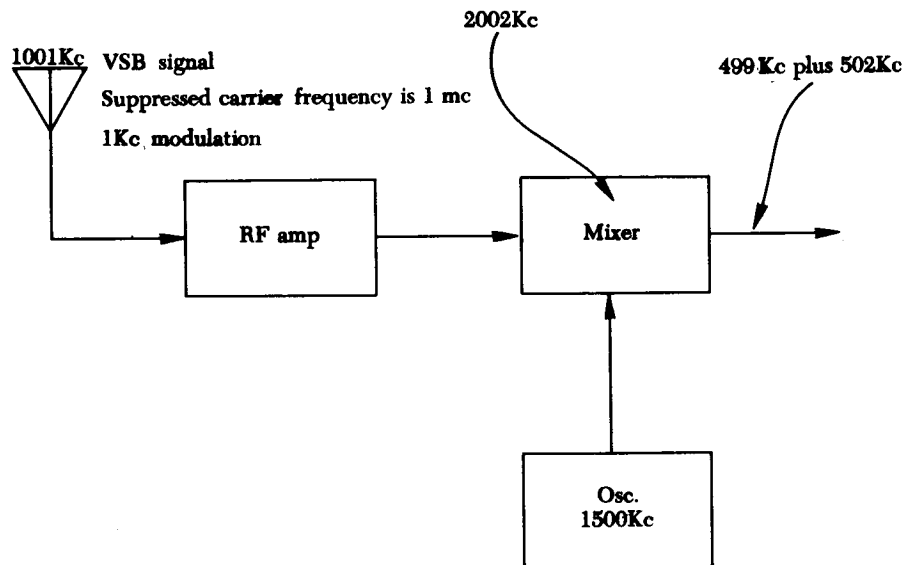 2002Kc
1001Kc VSB signal
499 Kc plus 502Kc
Suppressed carrier frequency is 1 mc
1Kc modulation
RF amp
Mixer
Osc.
1500Kc